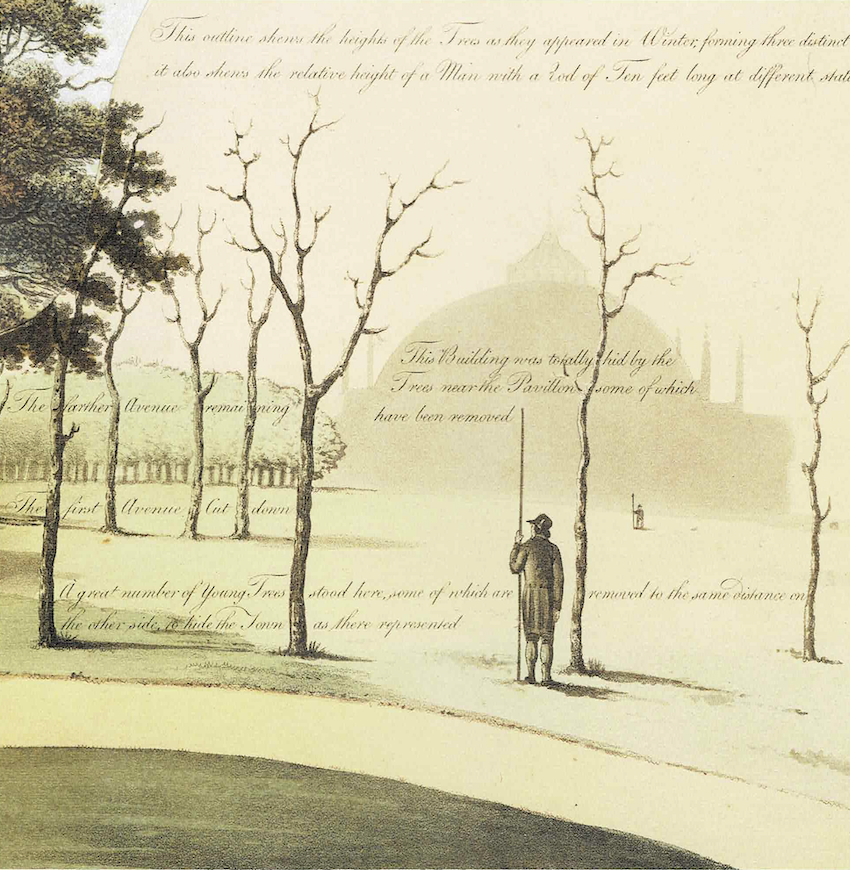 This outline shews the heights of the Trees as they appeared in Winter, forming three distinct
it also shews the relative height of a Man with a Rod of Ten feet long at different
This Building was totally hid by the
Trees near the Pavillon some of which
have been removed
The farther Avenue remaining
The first Avenue Cut down
A great number of Young Trees stood here, some of which are removed to the same distance on
the other side, to hide the Town as there represented